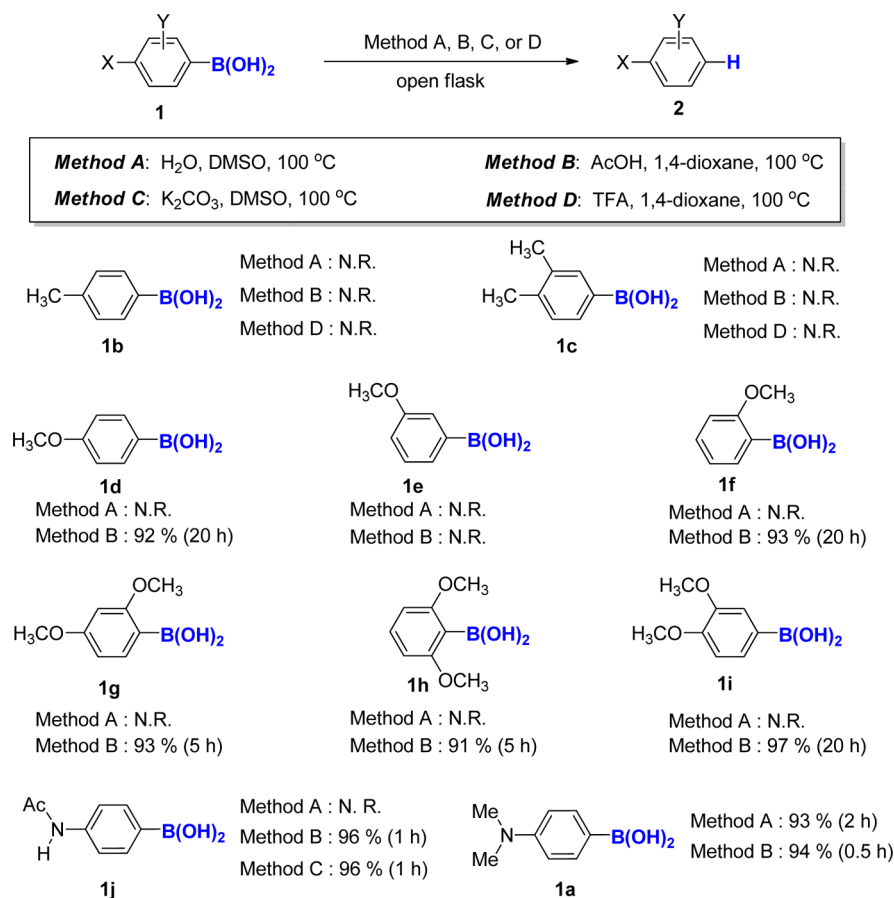 Y
X
B(OH)2
1
Method A, B, C, or D
open flask
Y
X
H
2
Method A: H2O, DMSO, 100 oC
Method B: AcOH, 1,4-dioxane, 100 oC
Method C: K2CO3, DMSO, 100 oC
Method D: TFA, 1,4-dioxane, 100 oC
H3C
B(OH)2
1b
Method A : N.R.
Method B : N.R.
Method D : N.R.
H3C
H3C
B(OH)2
1c
Method A : N.R.
Method B : N.R.
Method D : N.R.
H3CO
B(OH)2
1d
Method A : N.R.
Method B : 92 % (20 h)
H3CO
B(OH)2
1e
Method A : N.R.
Method B : N.R.
OCH3
B(OH)2
1f
Method A : N.R.
Method B : 93 % (20 h)
OCH3
H3CO
B(OH)2
1g
Method A : N.R.
Method B : 93 % (5 h)
OCH3
B(OH)2
OCH3
1h
Method A : N.R.
Method B : 91 % (5 h)
H3CO
H3CO
B(OH)2
1i
Method A : N.R.
Method B : 97 % (20 h)
Ac
N
H
B(OH)2
1j
Method A : N. R.
Method B : 96 % (1 h)
Method C : 96 % (1 h)
Me
N
Me
B(OH)2
1a
Method A : 93 % (2 h)
Method B : 94 % (0.5 h)